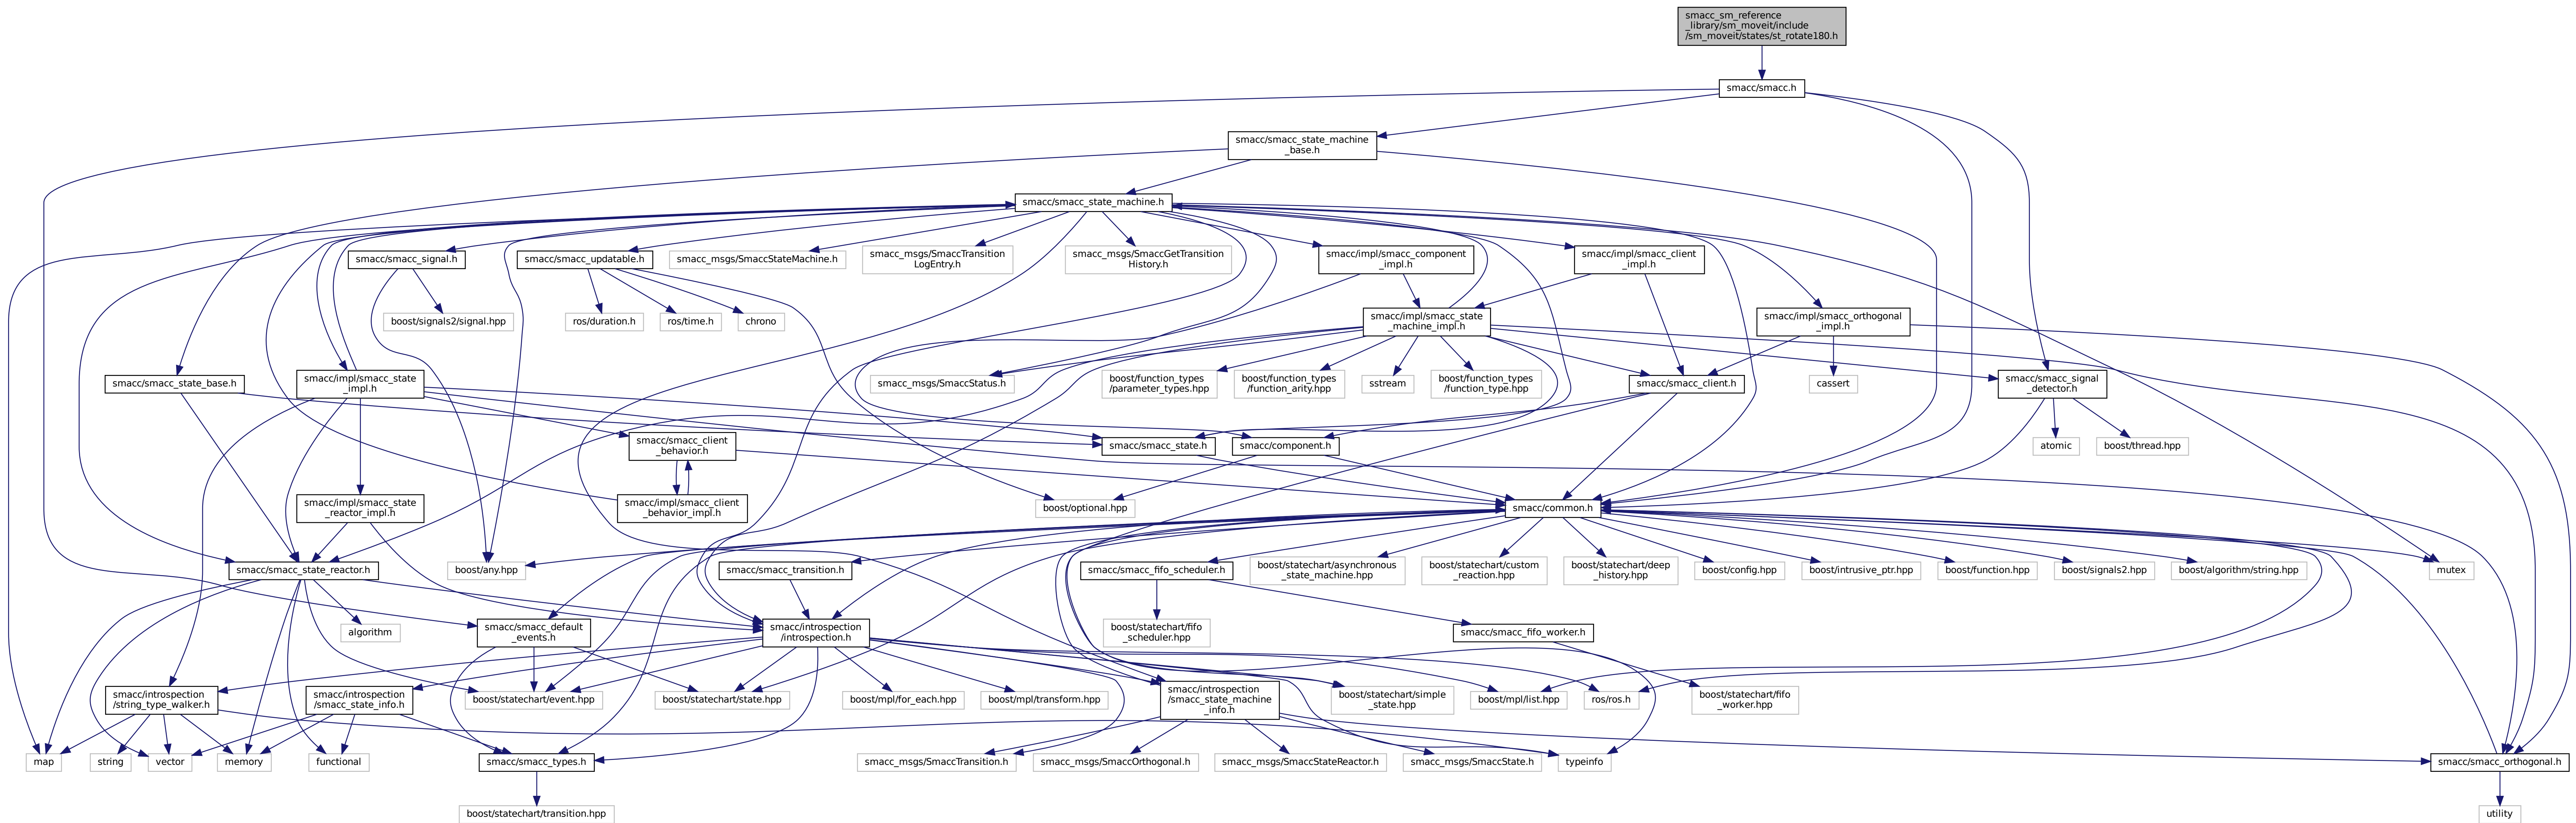 smacc_sm_reference
_library/sm_moveit/include
/sm_moveit/states/st_rotate180.h
smacc/smacc.h
smacc/smacc_state_machine
_base.h
smacc/smacc_state_machine.h
smacc/smacc_signal.h
smacc/smacc_updatable.h
smacc_msgs/SmaccStateMachine.h
smacc_msgs/SmaccTransition
LogEntry.h
smacc_msgs/SmaccGetTransition
History.h
smacc/impl/smacc_component
_impl.h
smacc/impl/smacc_client
_impl.h
boost/signals2/signal.hpp
ros/duration.h
ros/time.h
chrono
smacc/impl/smacc_state
_machine_impl.h
smacc/impl/smacc_orthogonal
_impl.h
smacc/smacc_state_base.h
smacc/impl/smacc_state
_impl.h
smacc_msgs/SmaccStatus.h
boost/function_types
/parameter_types.hpp
boost/function_types
/function_arity.hpp
sstream
boost/function_types
/function_type.hpp
smacc/smacc_client.h
cassert
smacc/smacc_signal
_detector.h
smacc/smacc_client
_behavior.h
smacc/smacc_state.h
smacc/component.h
atomic
boost/thread.hpp
smacc/impl/smacc_state
_reactor_impl.h
smacc/impl/smacc_client
_behavior_impl.h
boost/optional.hpp
smacc/common.h
smacc/smacc_state_reactor.h
boost/any.hpp
smacc/smacc_transition.h
smacc/smacc_fifo_scheduler.h
boost/statechart/asynchronous
_state_machine.hpp
boost/statechart/custom
_reaction.hpp
boost/statechart/deep
_history.hpp
boost/config.hpp
boost/intrusive_ptr.hpp
boost/function.hpp
boost/signals2.hpp
boost/algorithm/string.hpp
mutex
algorithm
smacc/smacc_default
_events.h
smacc/introspection
/introspection.h
boost/statechart/fifo
_scheduler.hpp
smacc/smacc_fifo_worker.h
smacc/introspection
/string_type_walker.h
smacc/introspection
/smacc_state_info.h
boost/statechart/event.hpp
boost/statechart/state.hpp
boost/mpl/for_each.hpp
boost/mpl/transform.hpp
smacc/introspection
/smacc_state_machine
_info.h
boost/statechart/simple
_state.hpp
boost/mpl/list.hpp
ros/ros.h
boost/statechart/fifo
_worker.hpp
map
string
vector
memory
functional
smacc/smacc_types.h
smacc_msgs/SmaccTransition.h
smacc_msgs/SmaccOrthogonal.h
smacc_msgs/SmaccStateReactor.h
smacc_msgs/SmaccState.h
typeinfo
smacc/smacc_orthogonal.h
boost/statechart/transition.hpp
utility